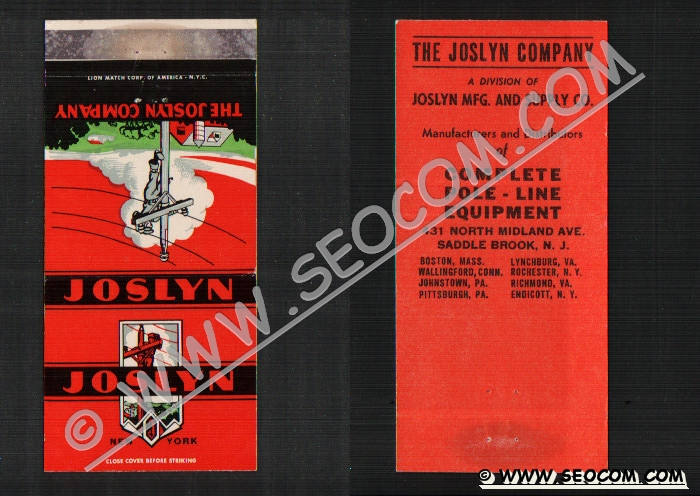 LION MATCH CORP. OF AMERICA - N.Y.C.
THE JOSLYN COMPANY
JOSLYN
JOSLYN
NEW YORK
CLOSE COVER BEFORE STRIKING
THE JOSLYN COMPANY
A DIVISION OF
JOSLYN MFG. AND SUPPLY CO.
Manufacturers and Distributors
of
COMPLETE
POLE - LINE
EQUIPMENT
431 NORTH MIDLAND AVE.
SADDLE BROOK, N. J.
BOSTON, MASS. LYNCHBURG, VA.
WALLINGFORD, CONN. ROCHESTER, N. Y.
JOHNSTOWN, PA. RICHMOND, VA.
PITTSBURGH, PA. ENDICOTT, N. Y.
© WWW.SEOCOM.COM
© WWW.SEOCOM.COM